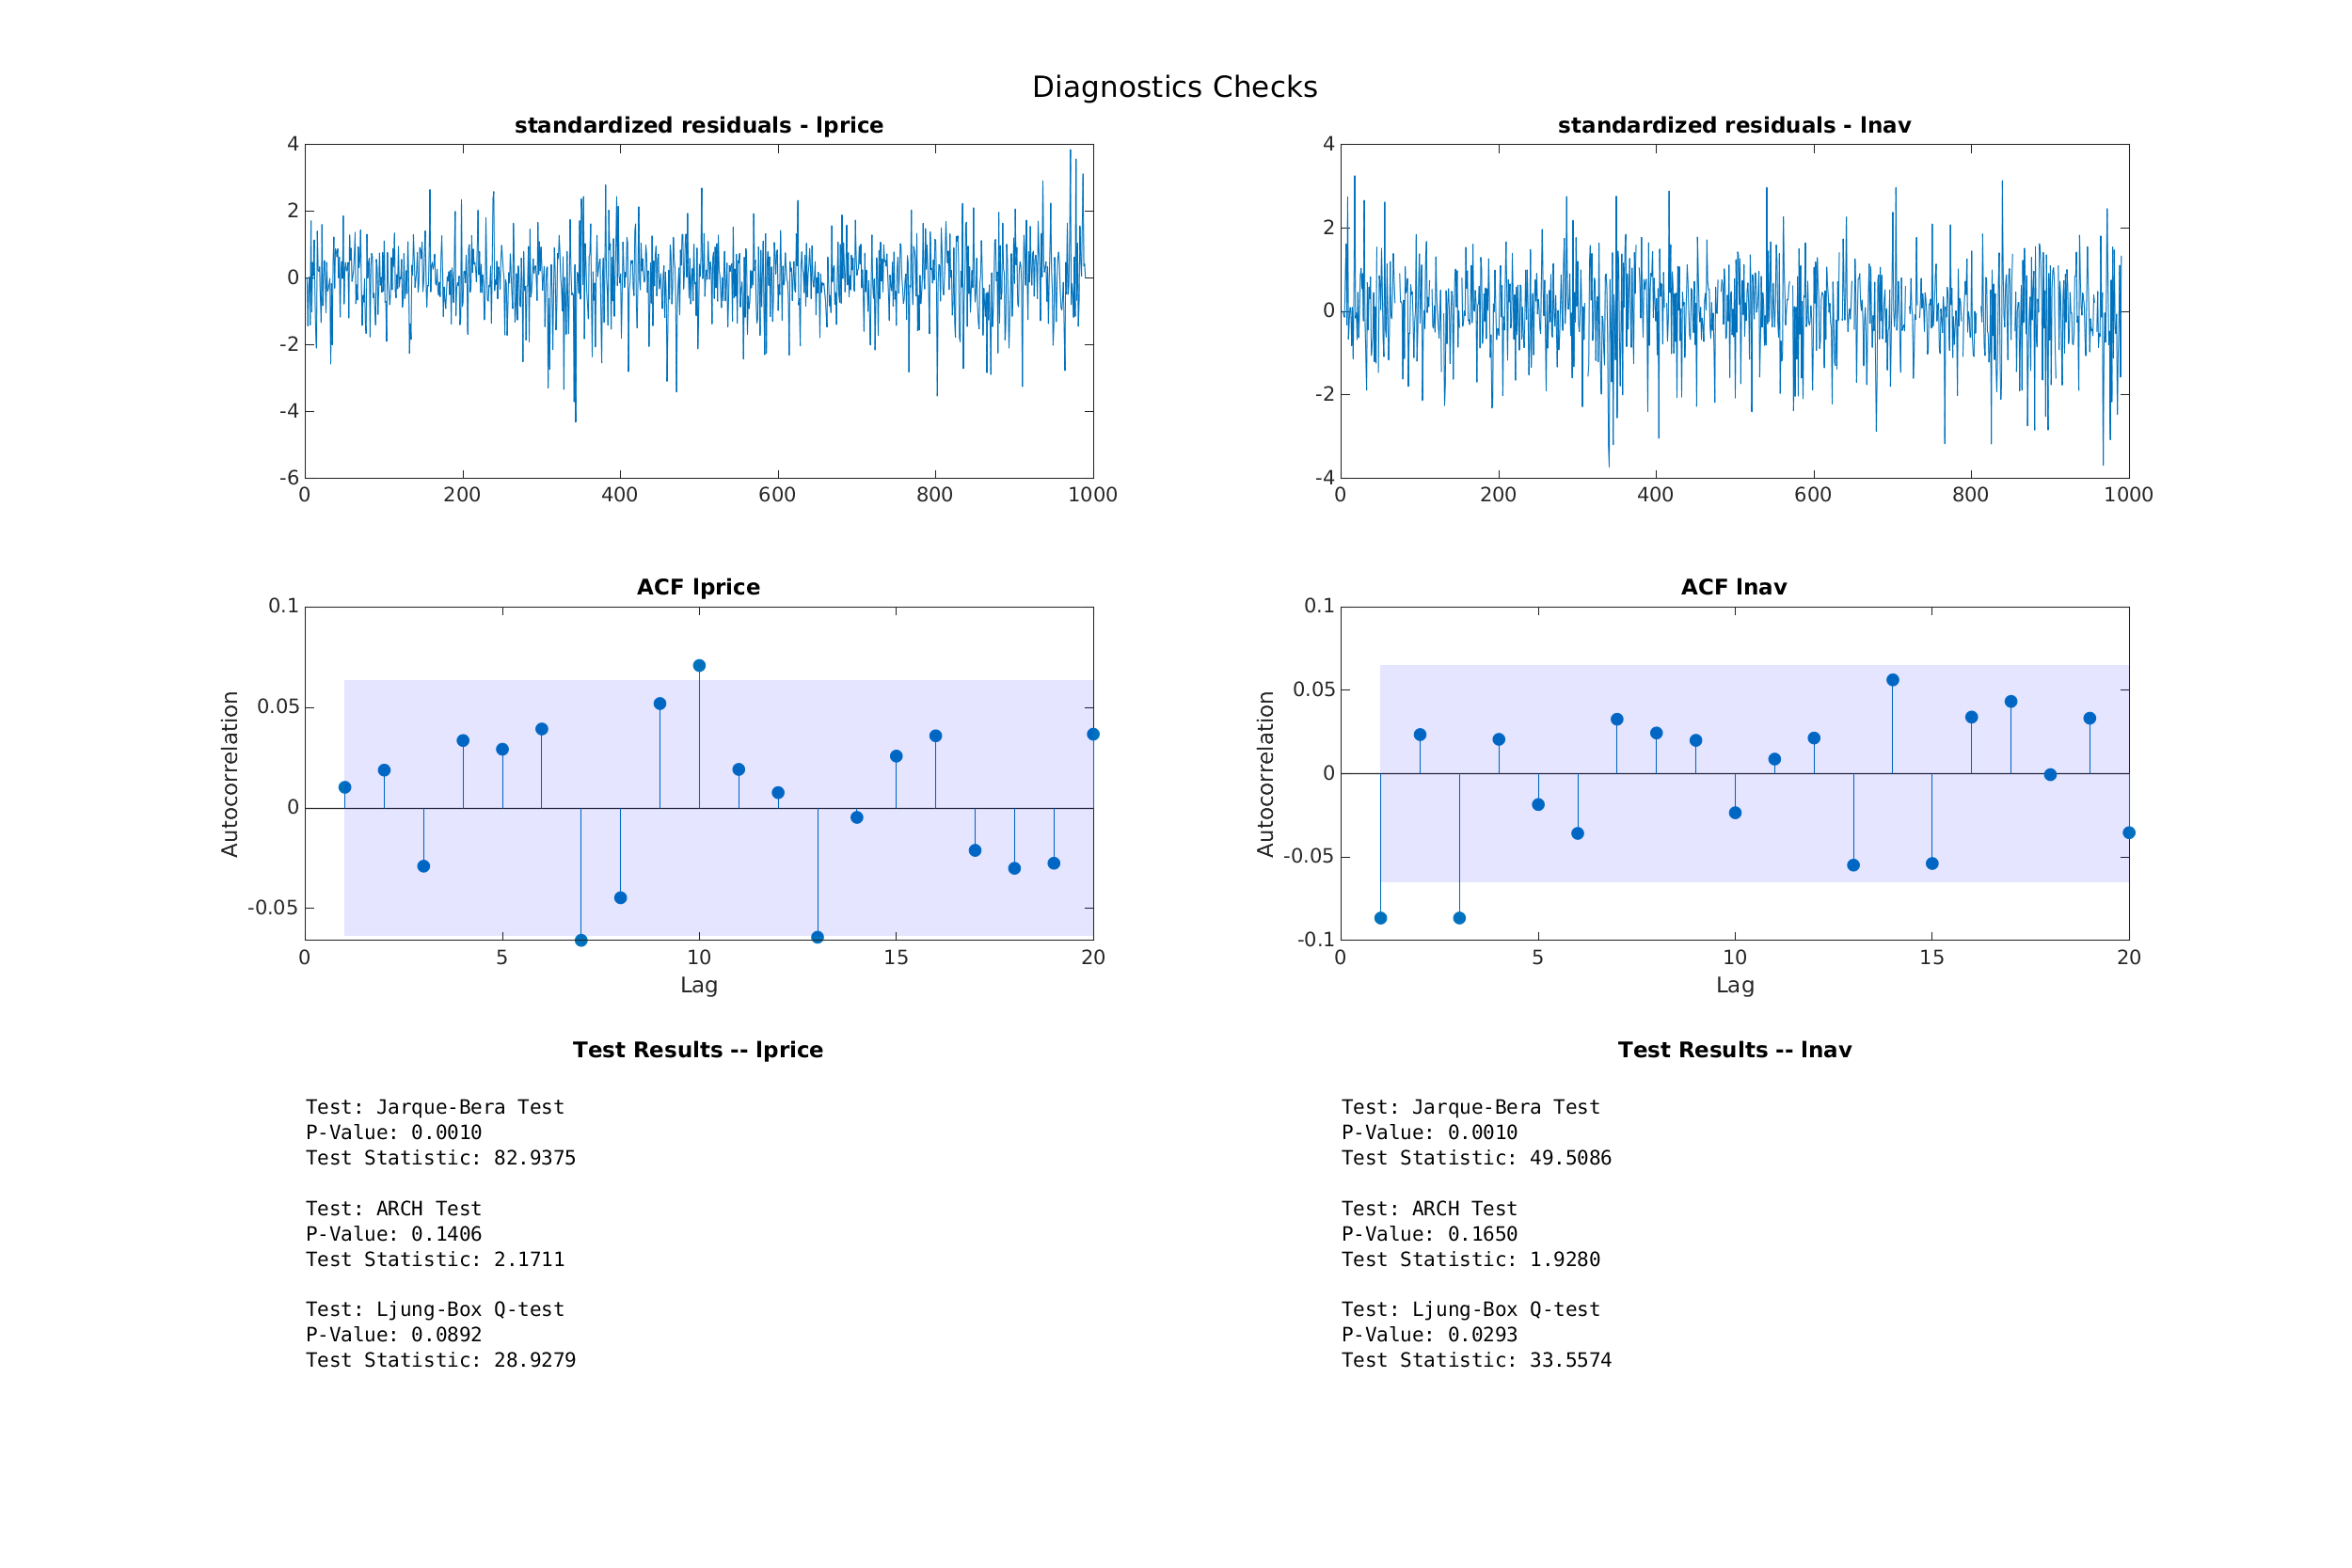 Diagnostics Checks
standardized residuals - lprice
4
2
0
-2
-4
-6
0 200 400 600 800 1000
standardized residuals - lnav
4
2
0
-2
-4
0 200 400 600 800 1000
ACF lprice
0.1
0.05
0
-0.05
Autocorrelation
0 5 10 15 20
Lag
ACF lnav
0.1
0.05
0
-0.05
-0.1
Autocorrelation
0 5 10 15 20
Lag
Test Results -- lprice
Test: Jarque-Bera Test
P-Value: 0.0010
Test Statistic: 82.9375
Test: ARCH Test
P-Value: 0.1406
Test Statistic: 2.1711
Test: Ljung-Box Q-test
P-Value: 0.0892
Test Statistic: 28.9279
Test Results -- lnav
Test: Jarque-Bera Test
P-Value: 0.0010
Test Statistic: 49.5086
Test: ARCH Test
P-Value: 0.1650
Test Statistic: 1.9280
Test: Ljung-Box Q-test
P-Value: 0.0293
Test Statistic: 33.5574